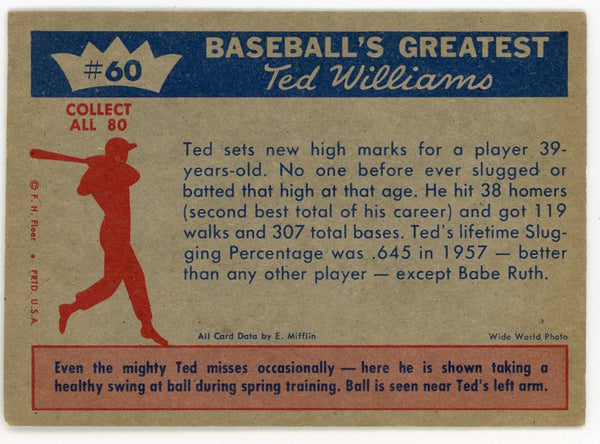 #60
BASEBALL'S GREATEST
Ted Williams
COLLECT
ALL 80
Ted sets new high marks for a player 39-
years-old. No one before ever slugged or
batted that high at that age. He hit 38 homers
(second best total of his career) and got 119
walks and 307 total bases. Ted's lifetime Slug-
ging Percentage was .645 in 1957 — better
than any other player — except Babe Ruth.
© F. H. Fleer. • PRTD. U.S.A.
All Card Data by E. Mifflin
Wide World Photo
Even the mighty Ted misses occasionally — here he is shown taking a
healthy swing at ball during spring training. Ball is seen near Ted's left arm.